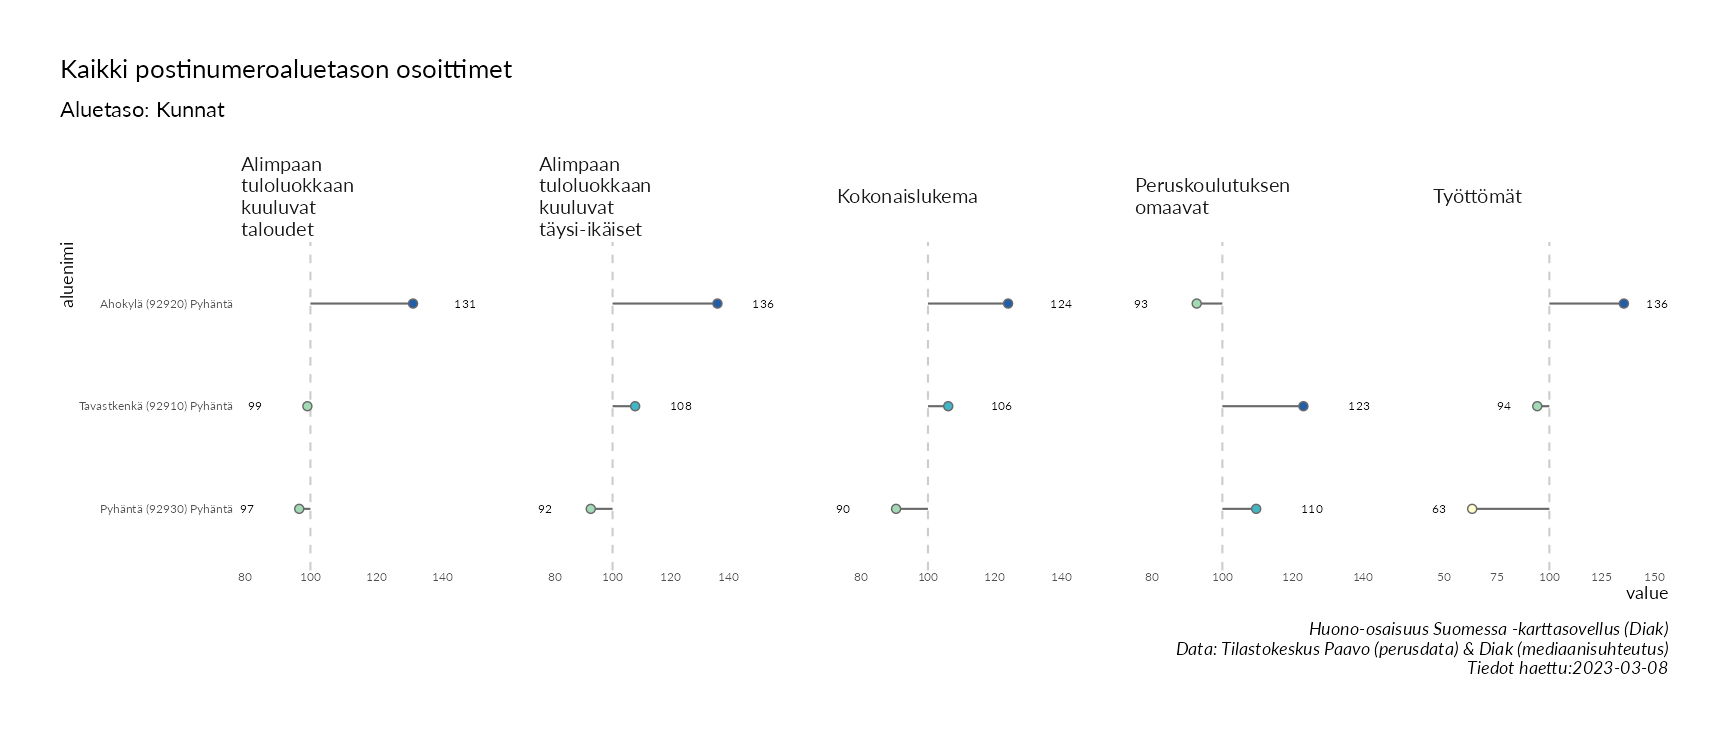 Kaikki postinumeroaluetason osoittimet
Aluetaso: Kunnat
Alimpaan
tuloluokkaan
kuuluvat
taloudet
Alimpaan
tuloluokkaan
kuuluvat
täysi-ikäiset
Kokonaislukema
Peruskoulutuksen
omaavat
Työttömät
aluenimi
Ahokylä (92920) Pyhäntä 131 136 124 93 136
Tavastkenkä (92910) Pyhäntä 99 108 106 123 94
Pyhäntä (92930) Pyhäntä 97 92 90 110 63
80 100 120 140 80 100 120 140 80 100 120 140 80 100 120 140 50 75 100 125 150
value
Huono-osaisuus Suomessa -karttasovellus (Diak)
Data: Tilastokeskus Paavo (perusdata) & Diak (mediaanisuhteutus)
Tiedot haettu:2023-03-08